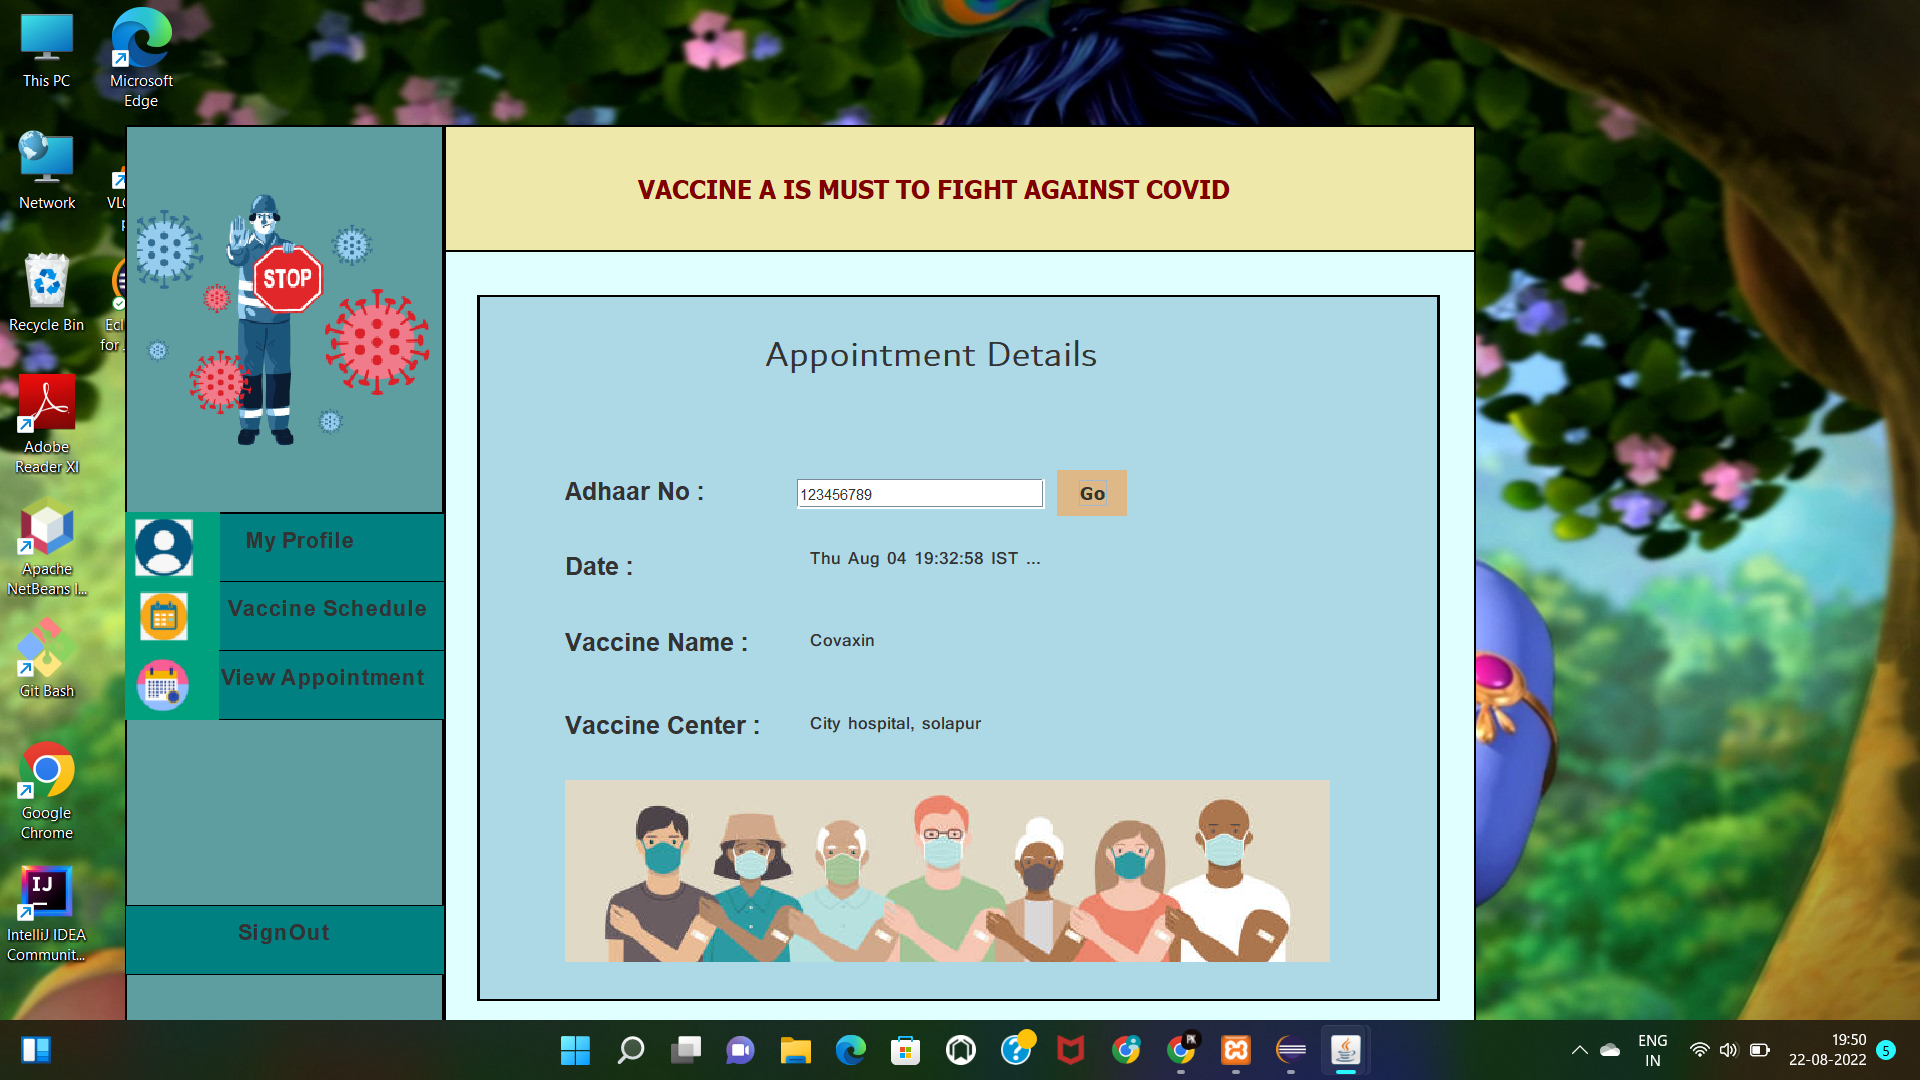 This PC
Microsoft
Edge
Network
VLC
p
Recycle Bin
Ecl
for .
Adobe
Reader XI
Apache
NetBeans I...
Git Bash
Google
Chrome
IJ
IntelliJ IDEA
Communit...
STOP
My Profile
Vaccine Schedule
View Appointment
SignOut
VACCINE A IS MUST TO FIGHT AGAINST COVID
Appointment Details
Adhaar No :
123456789
Go
Date :
Thu Aug 04 19:32:58 IST ...
Vaccine Name :
Covaxin
Vaccine Center :
City hospital, solapur
PK
ENG
IN
19:50
22-08-2022
5